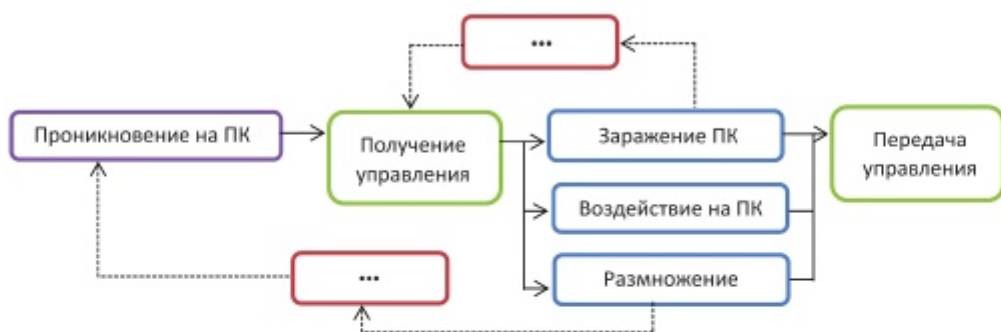 ...
Проникновение на ПК
Получение
управления
Заражение ПК
Передача
управления
Воздействие на ПК
...
Размножение